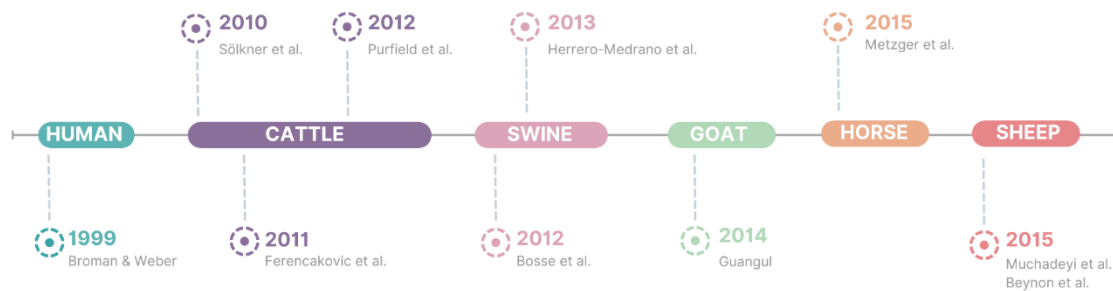 2010
Sölkner et al.
2012
Purfield et al.
2013
Herrero-Medrano et al.
2015
Metzger et al.
HUMAN
CATTLE
SWINE
GOAT
HORSE
SHEEP
1999
Broman & Weber
2011
Ferencakovic et al.
2012
Bosse et al.
2014
Guangul
2015
Muchadeyi et al.
Beynon et al.